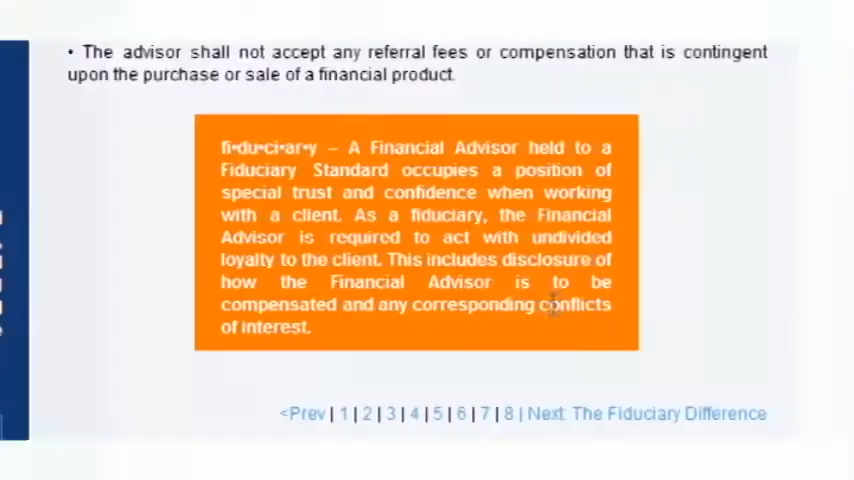 • The advisor shall not accept any referral fees or compensation that is contingent
upon the purchase or sale of a financial product.
fi•du•ci•ar•y – A Financial Advisor held to a
Fiduciary Standard occupies a position of
special trust and confidence when working
with a client. As a fiduciary, the Financial
Advisor is required to act with undivided
loyalty to the client. This includes disclosure of
how the Financial Advisor is to be
compensated and any corresponding conflicts
of interest.
<Prev | 1 | 2 | 3 | 4 | 5 | 6 | 7 | 8 | Next: The Fiduciary Difference